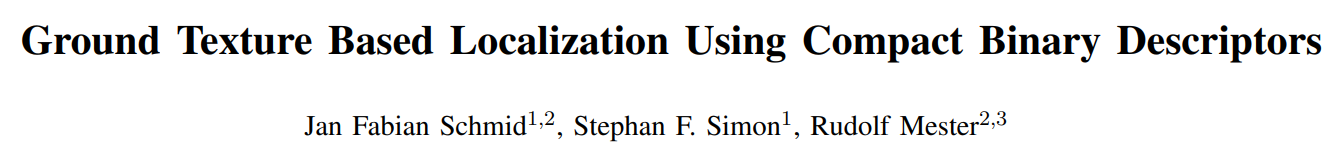 Ground Texture Based Localization Using Compact Binary Descriptors
Jan Fabian Schmid1,2, Stephan F. Simon1, Rudolf Mester2,3